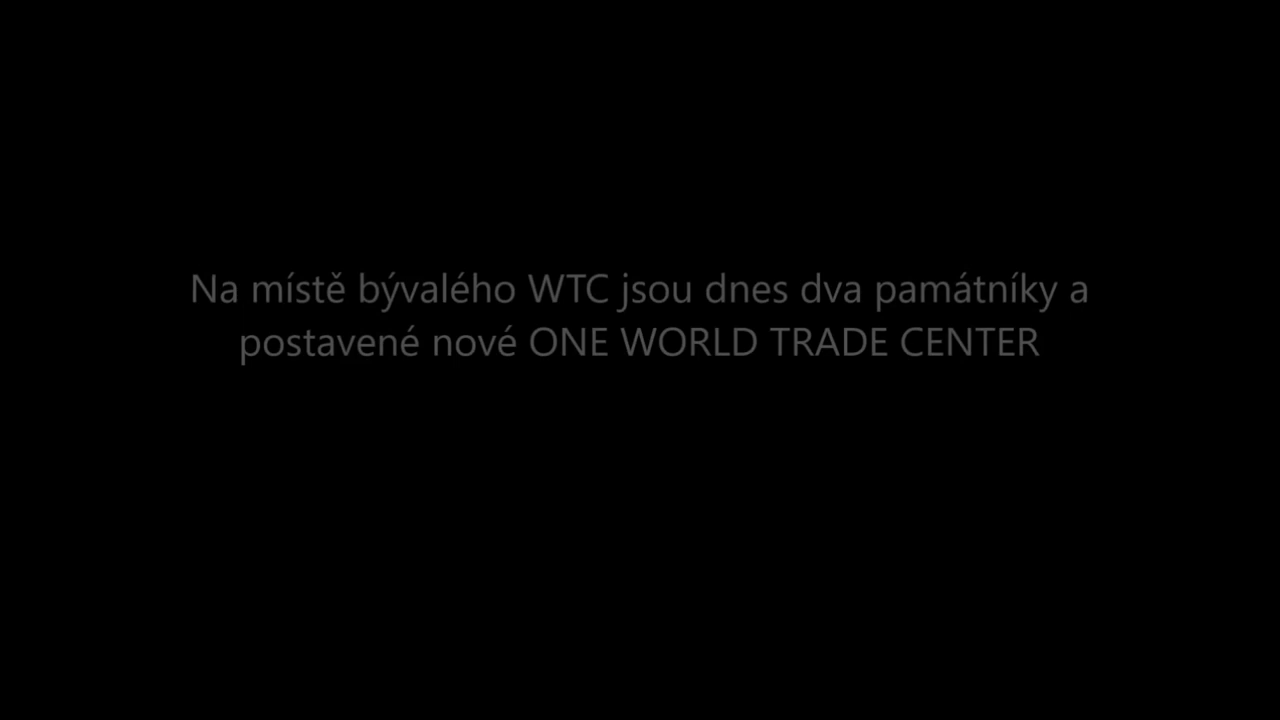 Na místě bývalého WTC jsou dnes dva památníky a
postavené nové ONE WORLD TRADE CENTER